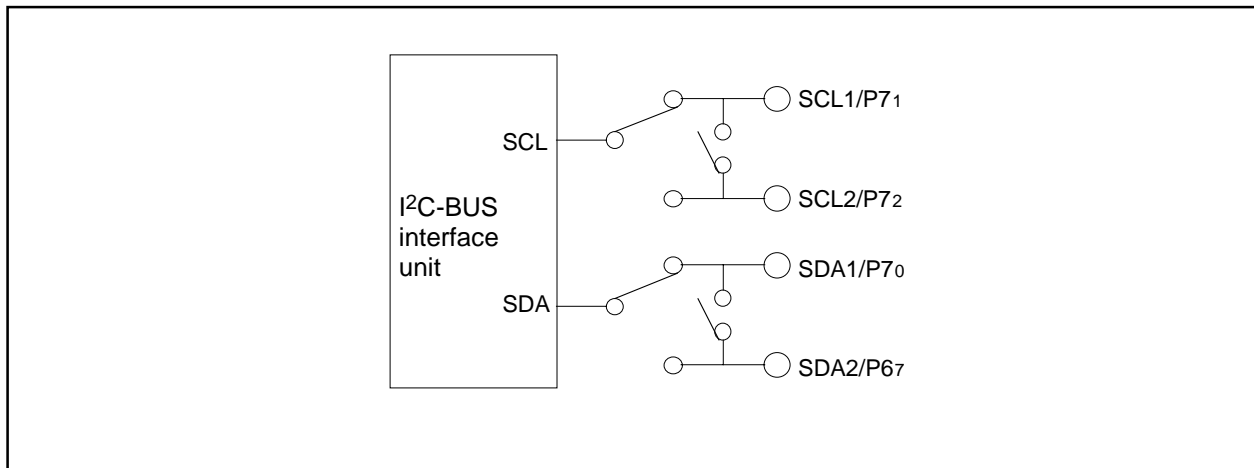 SCL
I²C-BUS
interface
unit
SDA
SCL1/P7₁
SCL2/P7₂
SDA1/P7₀
SDA2/P6₇